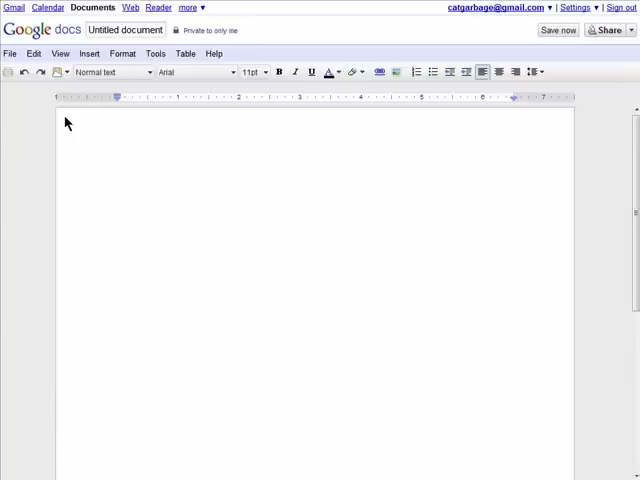 Gmail Calendar Documents Web Reader more ▼ catgarbage@gmail.com ▼ Settings ▼ Sign out
Google docs Untitled document Private to only me Save now Share
File Edit View Insert Format Tools Table Help
Normal text Arial 11pt B I U A
1 1 2 3 4 5 6 7